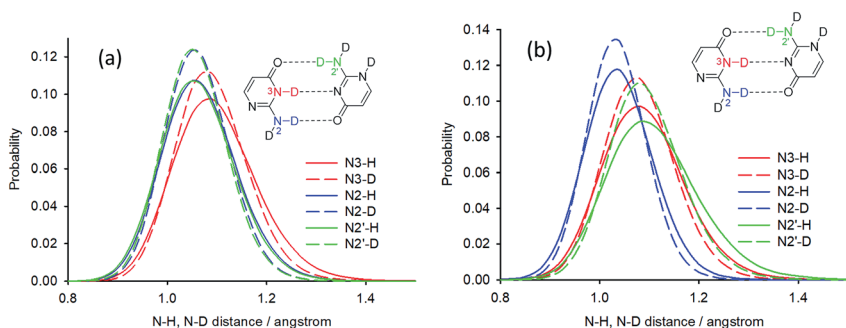 (a)
0.12
0.10
0.08
0.06
0.04
0.02
0.00
Probability
0.8
1.0
1.2
1.4
N-H, N-D distance / angstrom
O
D-N
2'
D
D
N
3
N-D
N
N
N-D
2
D
O
N3-H
N3-D
N2-H
N2-D
N2'-H
N2'-D
(b)
0.14
0.12
0.10
0.08
0.06
0.04
0.02
0.00
Probability
0.8
1.0
1.2
1.4
N-H, N-D distance / angstrom
D
O
D-N
2'
D
N
3
N-D
N
N
N-D
2
D
O
N3-H
N3-D
N2-H
N2-D
N2'-H
N2'-D